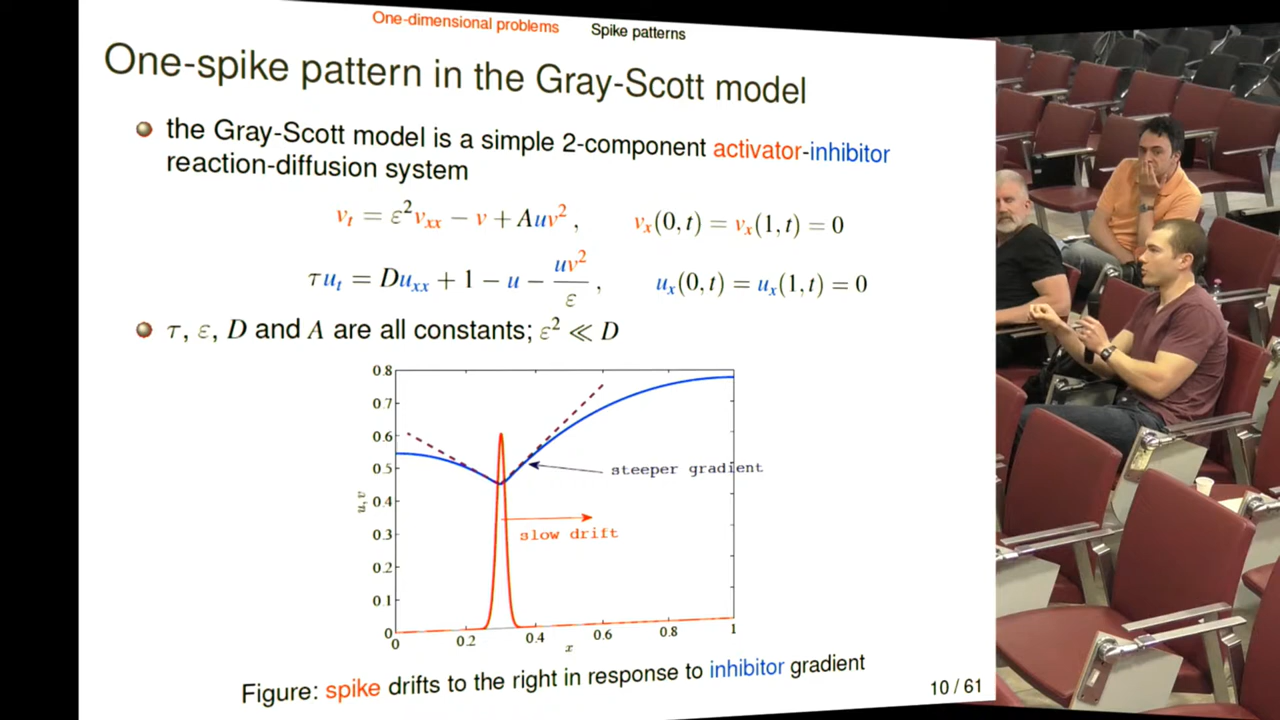 One-dimensional problems Spike patterns
One-spike pattern in the Gray-Scott model
the Gray-Scott model is a simple 2-component activator-inhibitor
reaction-diffusion system
v_t = ε²v_xx − v + Auv² , v_x(0, t) = v_x(1, t) = 0
τu_t = Du_xx + 1 − u − uv²/ε , u_x(0, t) = u_x(1, t) = 0
τ, ε, D and A are all constants; ε² ≪ D
0.8
0.7
0.6
0.5
steeper gradient
u, v
0.4
0.3
slow drift
0.2
0 1
0
0 0.2 0.4 0.6 0.8 1
x
Figure: spike drifts to the right in response to inhibitor gradient
10 / 61